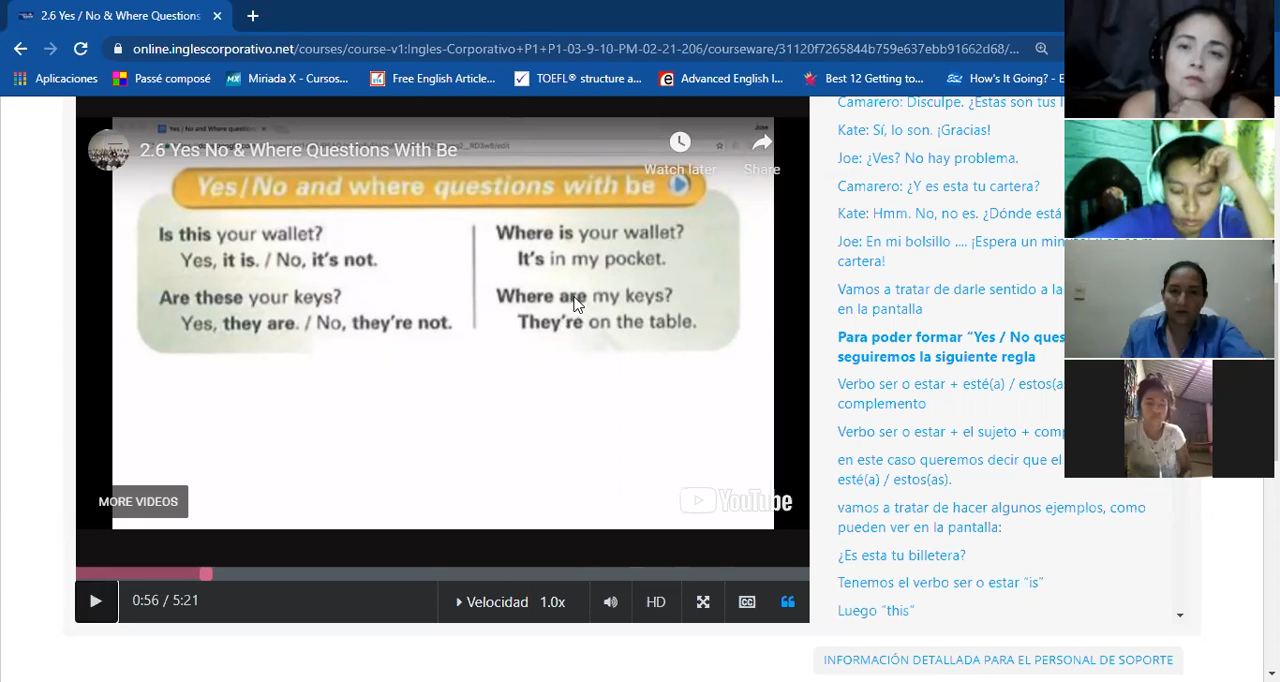 2.6 Yes / No & Where Questions
online.inglescorporativo.net/courses/course-v1:Ingles-Corporativo+P1+P1-03-9-10-PM-02-21-206/courseware/31120f7265844b759e637ebb91662d68/...
Aplicaciones Passé composé Miriada X - Cursos... Free English Article... TOEFL® structure a... Advanced English l... Best 12 Getting to... How's It Going? - E
Yes / No and Where question
2.6 Yes No & Where Questions With Be
Watch later Share
Yes/No and where questions with be
Is this your wallet?
Yes, it is. / No, it's not.
Are these your keys?
Yes, they are. / No, they're not.
Where is your wallet?
It's in my pocket.
Where are my keys?
They're on the table.
MORE VIDEOS
YouTube
0:56 / 5:21 Velocidad 1.0x HD CC
Camarero: Disculpe. ¿Estas son tus
Kate: Sí, lo son. ¡Gracias!
Joe: ¿Ves? No hay problema.
Camarero: ¿Y es esta tu cartera?
Kate: Hmm. No, no es. ¿Dónde está
Joe: En mi bolsillo .... ¡Espera un
cartera!
Vamos a tratar de darle sentido a la
en la pantalla
Para poder formar “Yes / No ques
seguiremos la siguiente regla
Verbo ser o estar + esté(a) / estos(as
complemento
Verbo ser o estar + el sujeto + comp
en este caso queremos decir que el
esté(a) / estos(as).
vamos a tratar de hacer algunos ejemplos, como
pueden ver en la pantalla:
¿Es esta tu billetera?
Tenemos el verbo ser o estar “is”
Luego “this”
INFORMACIÓN DETALLADA PARA EL PERSONAL DE SOPORTE